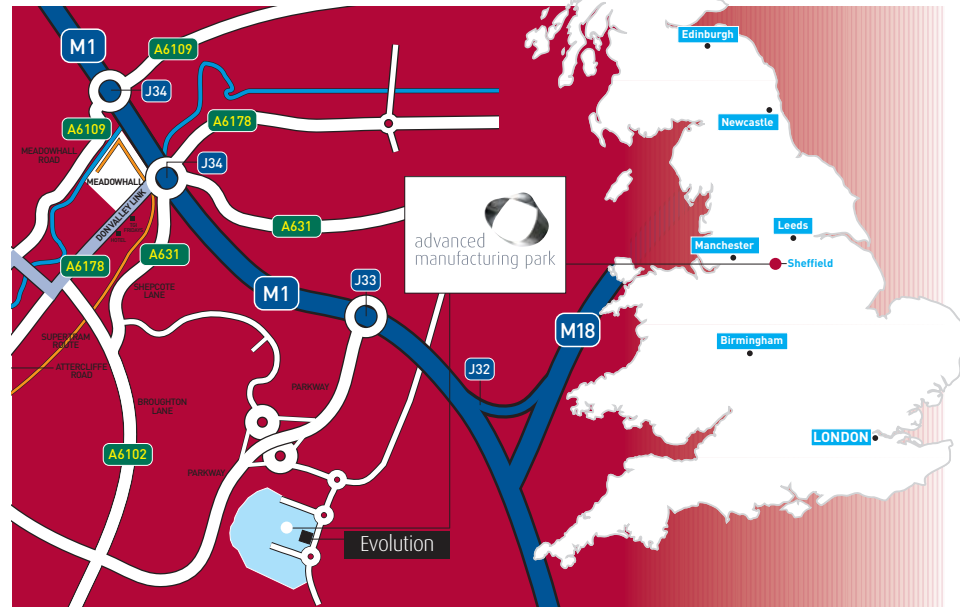 M1
A6109
J34
A6109
A6178
MEADOWHALL
ROAD
J34
MEADOWHALL
DON VALLEY LINK
A631
A6178
A631
SHEPCOTE
LANE
M1
J33
SUPERTRAM
ROUTE
ATTERCLIFFE
ROAD
PARKWAY
BROUGHTON
LANE
A6102
PARKWAY
J32
M18
advanced
manufacturing park
Evolution
Edinburgh
Newcastle
Leeds
Manchester
Sheffield
Birmingham
LONDON